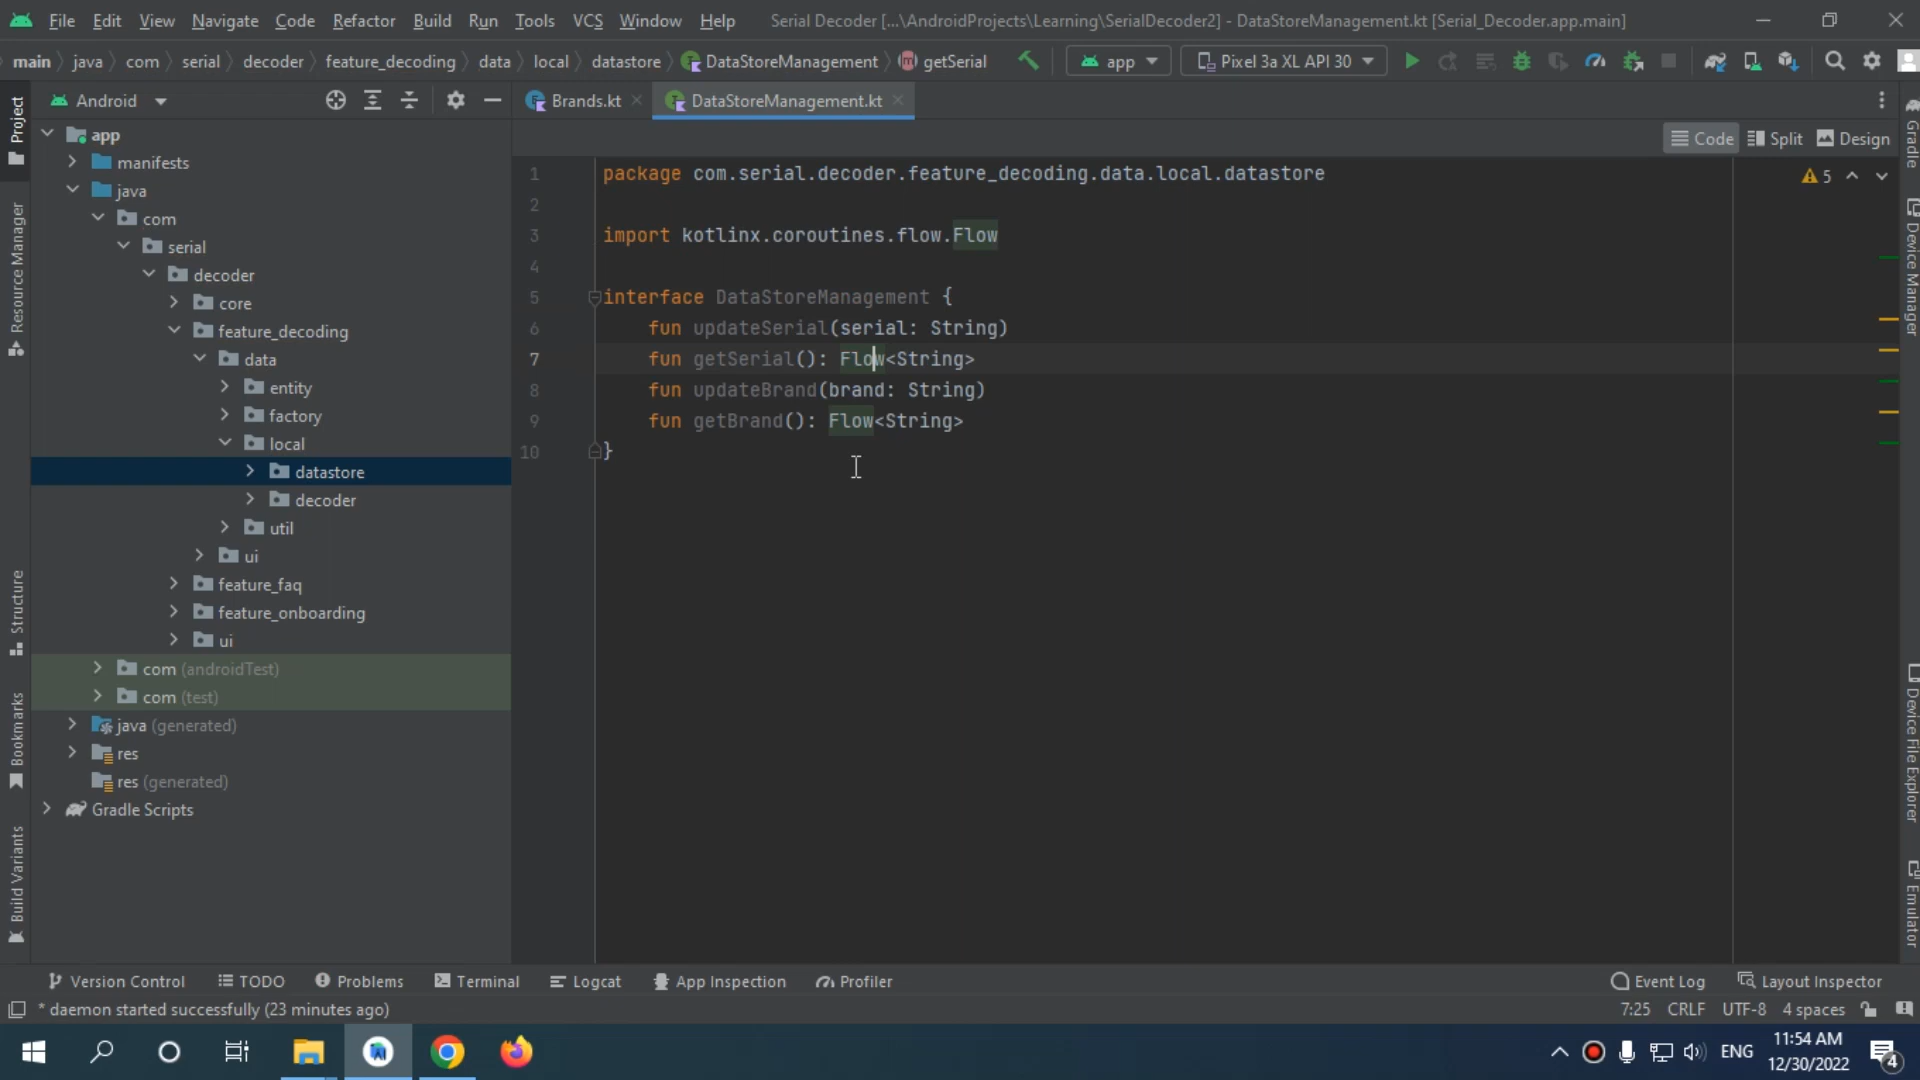 File Edit View Navigate Code Refactor Build Run Tools VCS Window Help Serial Decoder [...\AndroidProjects\Learning\SerialDecoder2] - DataStoreManagement.kt [Serial_Decoder.app.main]
main java com serial decoder feature_decoding data local datastore DataStoreManagement getSerial app Pixel 3a XL API 30
Android Brands.kt DataStoreManagement.kt
Code Split Design
Project
Resource Manager
Structure
Bookmarks
Build Variants
app
manifests
java
com
serial
decoder
core
feature_decoding
data
entity
factory
local
datastore
decoder
util
ui
feature_faq
feature_onboarding
ui
com (androidTest)
com (test)
java (generated)
res
res (generated)
Gradle Scripts
1 package com.serial.decoder.feature_decoding.data.local.datastore
2
3 import kotlinx.coroutines.flow.Flow
4
5 interface DataStoreManagement {
6 fun updateSerial(serial: String)
7 fun getSerial(): Flow<String>
8 fun updateBrand(brand: String)
9 fun getBrand(): Flow<String>
10 }
5
Gradle
Device Manager
Device File Explorer
Emulator
Version Control TODO Problems Terminal Logcat App Inspection Profiler Event Log Layout Inspector
* daemon started successfully (23 minutes ago) 7:25 CRLF UTF-8 4 spaces
ENG 11:54 AM
12/30/2022 4